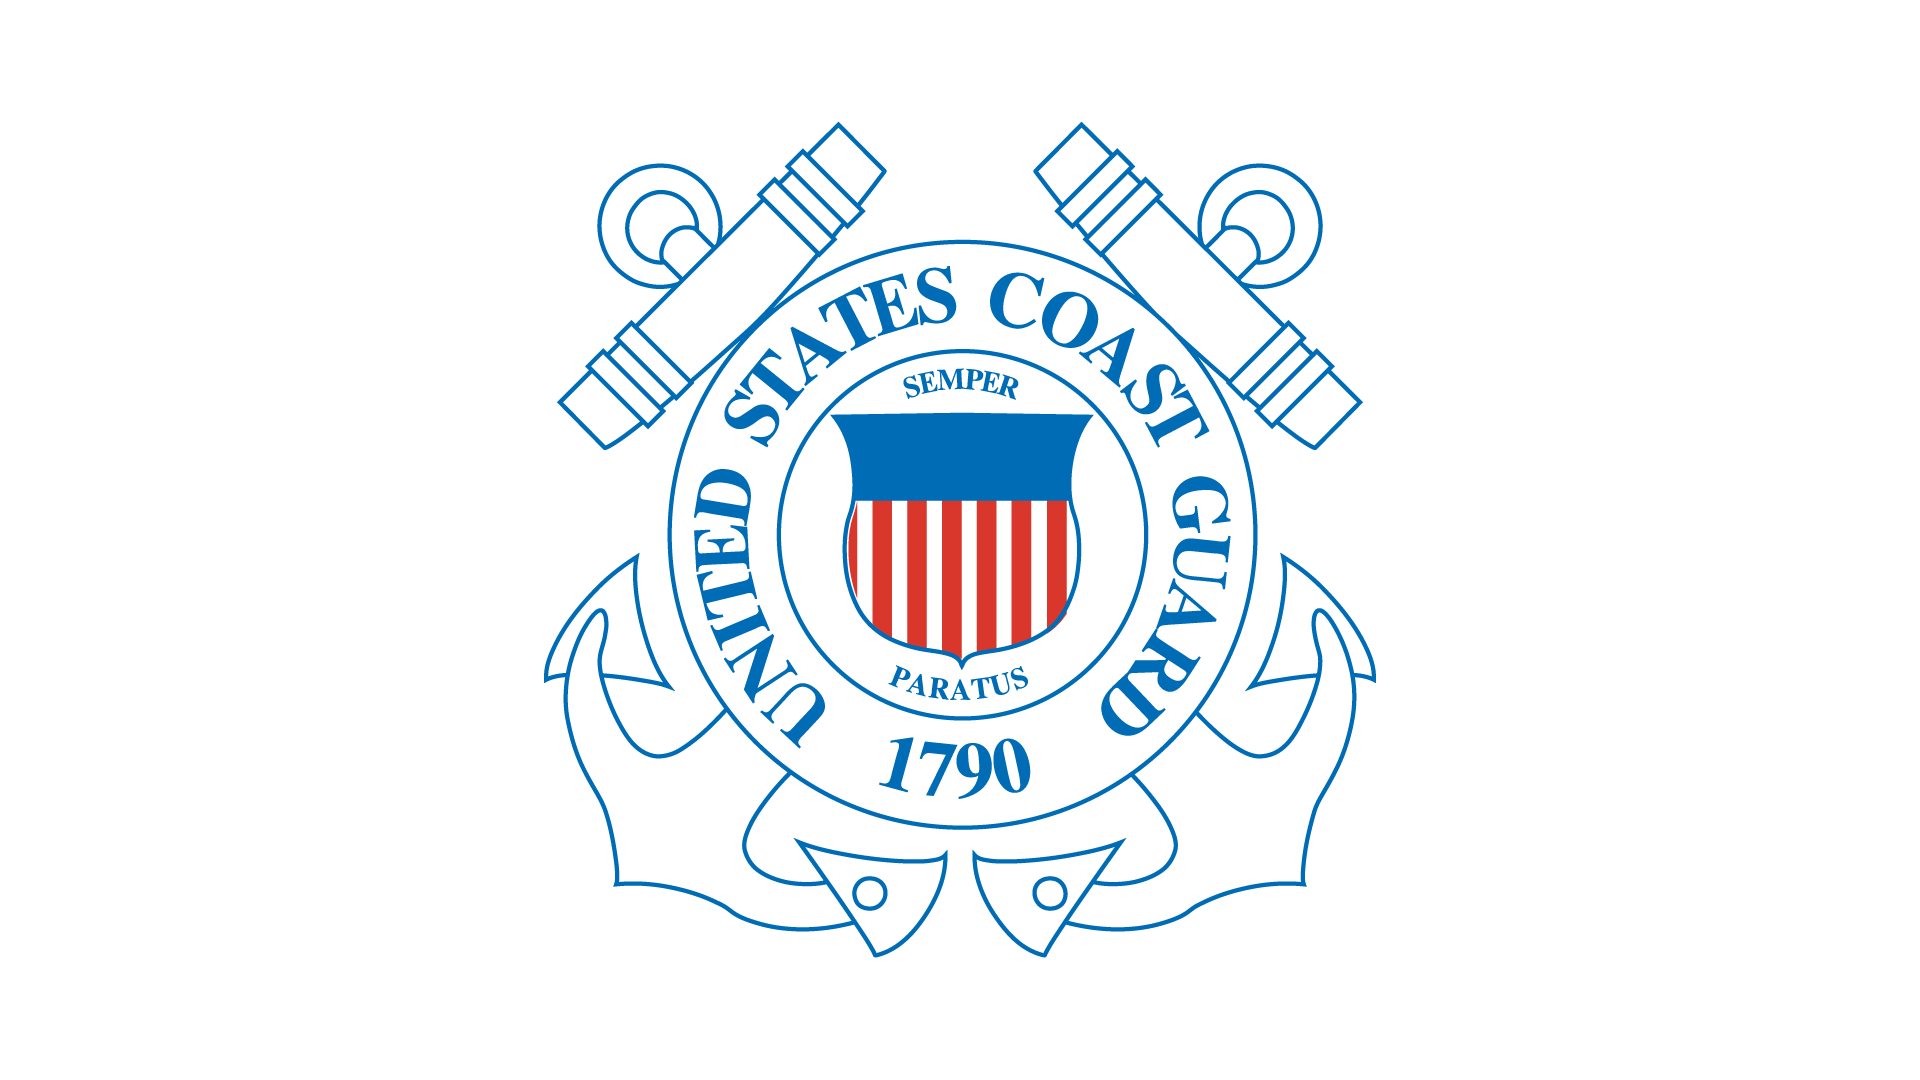 UNITED STATES COAST GUARD
SEMPER
PARATUS
1790